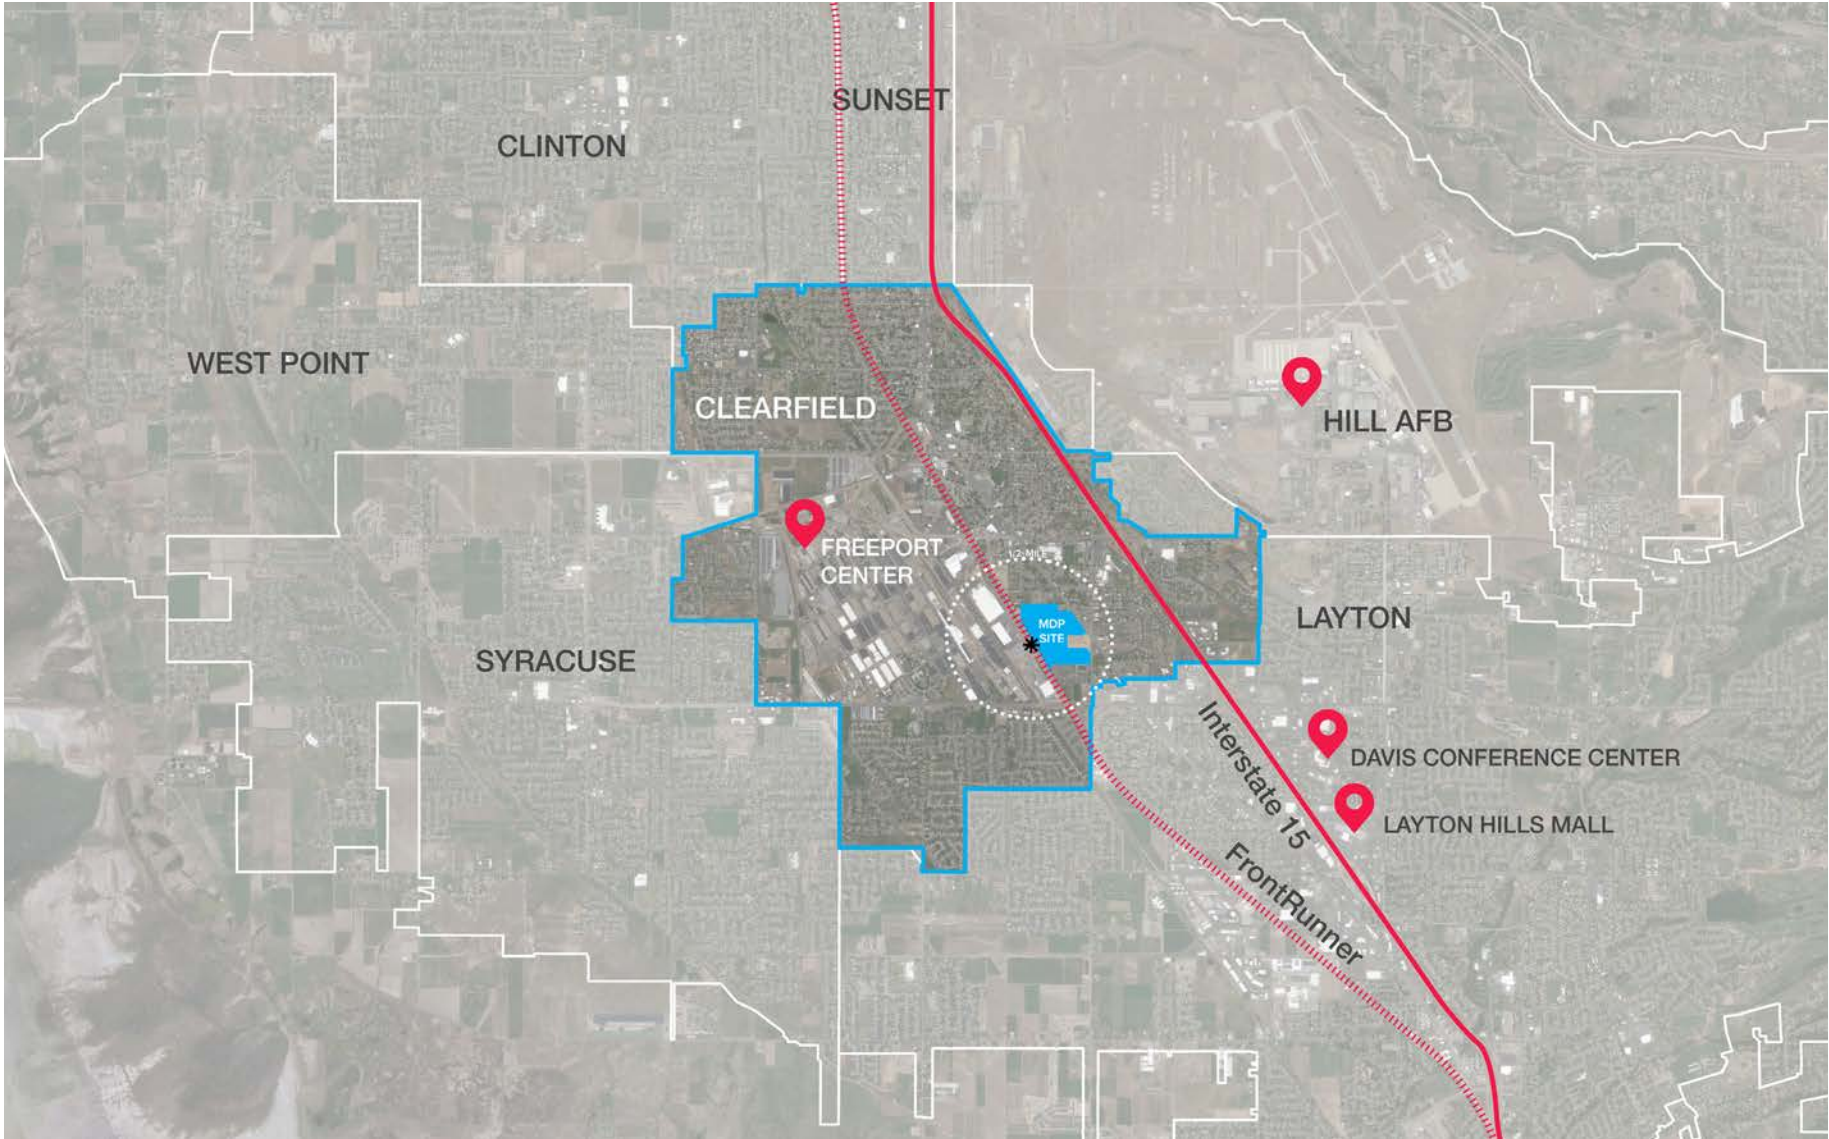 SUNSET
CLINTON
WEST POINT
CLEARFIELD
HILL AFB
FREEPORT
CENTER
1/2 MILE
MDP
SITE
LAYTON
SYRACUSE
Interstate 15
DAVIS CONFERENCE CENTER
LAYTON HILLS MALL
FrontRunner